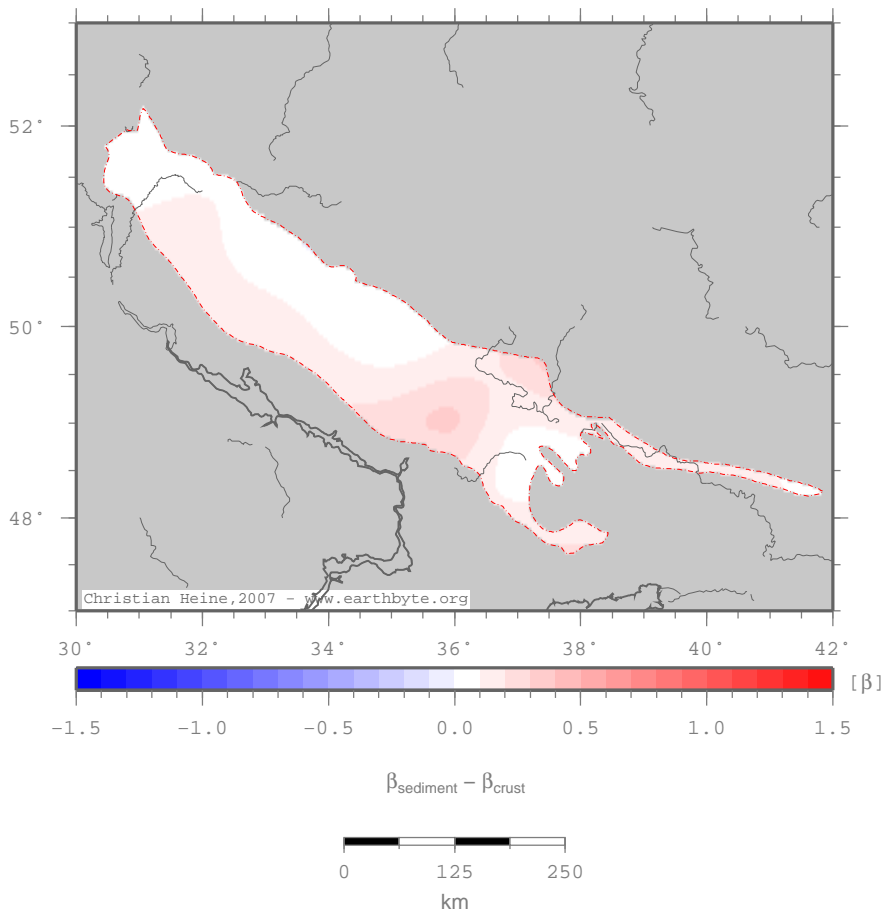 52°
50°
48°
Christian Heine,2007 - www.earthbyte.org
30° 32° 34° 36° 38° 40° 42°
[β]
-1.5 -1.0 -0.5 0.0 0.5 1.0 1.5
βsediment – βcrust
0 125 250
km